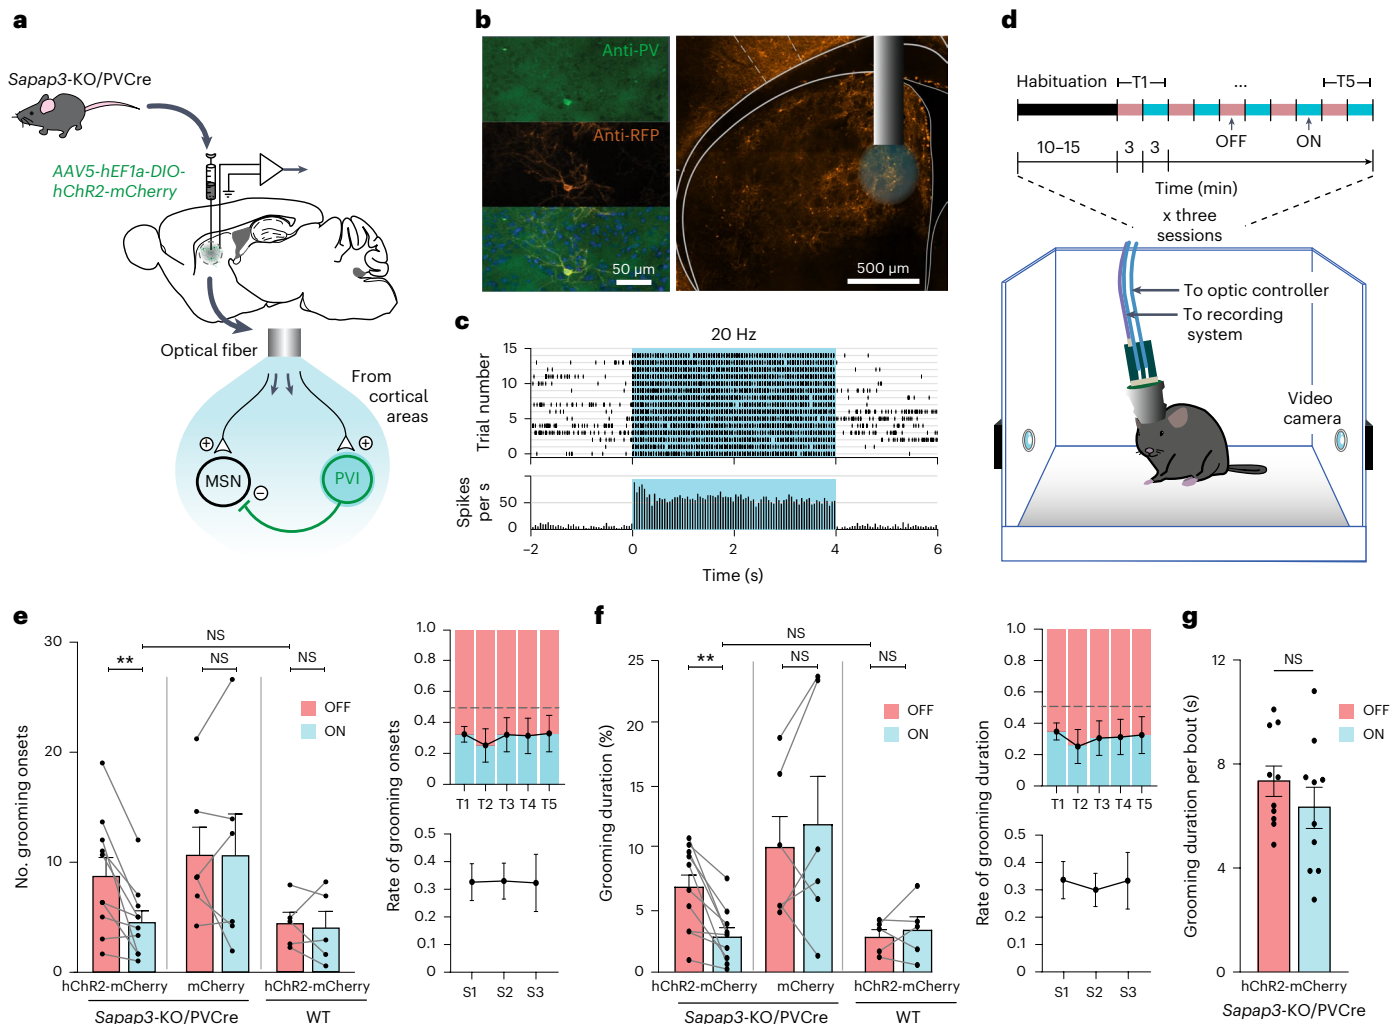 a
Sapap3-KO/PVCre
AAV5-hEF1a-DIO-
hChR2-mCherry
Optical fiber
From
cortical
areas
+
+
MSN
PVI
−
b
Anti-PV
Anti-RFP
50 µm
500 µm
c
20 Hz
Trial number
15
10
5
0
Spikes
per s
50
0
−2
0
2
4
6
Time (s)
d
Habituation
T1
...
T5
OFF
ON
10–15
3
3
Time (min)
x three
sessions
To optic controller
To recording
system
Video
camera
e
No. grooming onsets
30
20
10
0
**
NS
NS
NS
OFF
ON
hChR2-mCherry
mCherry
hChR2-mCherry
Sapap3-KO/PVCre
WT
Rate of grooming onsets
1.0
0.8
0.6
0.4
0.2
0
T1
T2
T3
T4
T5
0.5
0.4
0.3
0.2
0.1
0
S1
S2
S3
f
Grooming duration (%)
25
20
15
10
5
0
**
NS
NS
NS
OFF
ON
hChR2-mCherry
mCherry
hChR2-mCherry
Sapap3-KO/PVCre
WT
Rate of grooming duration
1.0
0.8
0.6
0.4
0.2
0
T1
T2
T3
T4
T5
0.5
0.4
0.3
0.2
0.1
0
S1
S2
S3
g
Grooming duration per bout (s)
12
8
4
0
NS
OFF
ON
hChR2-mCherry
Sapap3-KO/PVCre